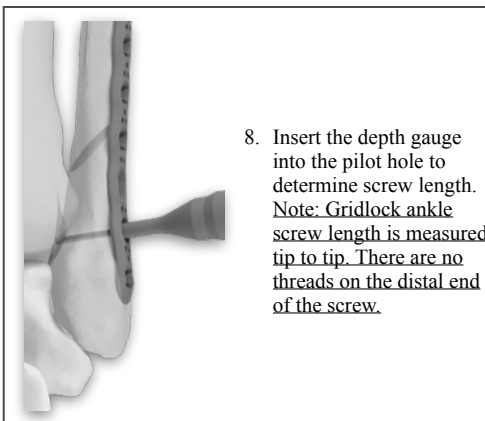 8. Insert the depth gauge
into the pilot hole to
determine screw length.
Note: Gridlock ankle
screw length is measured
tip to tip. There are no
threads on the distal end
of the screw.